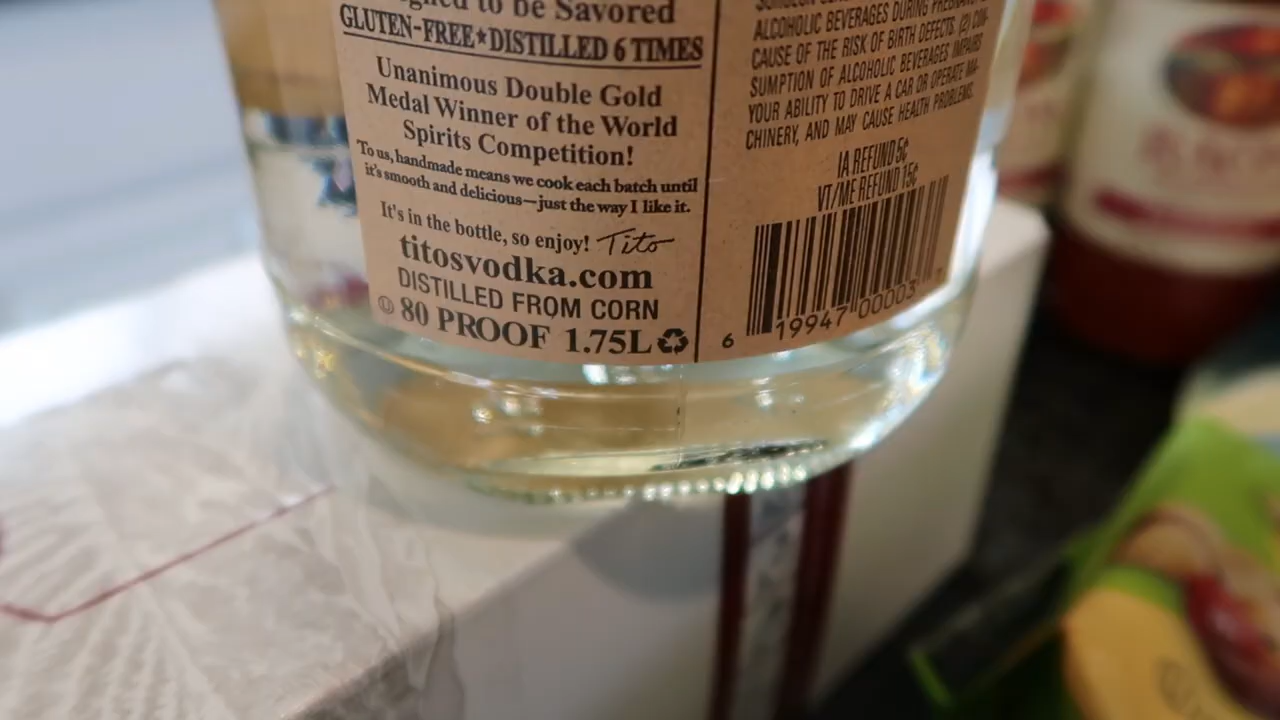 to be Savored
GLUTEN-FREE★DISTILLED 6 TIMES
Unanimous Double Gold
Medal Winner of the World
Spirits Competition!
To us, handmade means we cook each batch until
it's smooth and delicious—just the way I like it.
It's in the bottle, so enjoy! Tito
titosvodka.com
DISTILLED FROM CORN
U 80 PROOF 1.75L
ALCOHOLIC BEVERAGES DURING PREGNANCY
CAUSE OF THE RISK OF BIRTH DEFECTS. (2) CON-
SUMPTION OF ALCOHOLIC BEVERAGES IMPAIRS
YOUR ABILITY TO DRIVE A CAR OR OPERATE MA-
CHINERY, AND MAY CAUSE HEALTH PROBLEMS.
IA REFUND 5¢
VT/ME REFUND 15¢
6 19947 00003